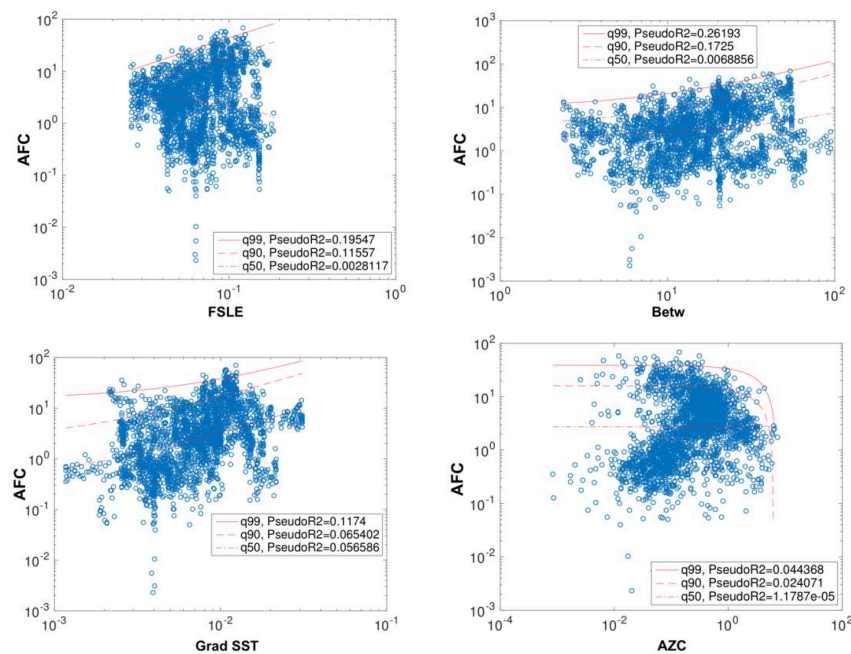 10^2
10^1
10^0
10^-1
10^-2
10^-3
AFC
q99, PseudoR2=0.19547
q90, PseudoR2=0.11557
q50, PseudoR2=0.0028117
10^-2
10^-1
10^0
FSLE
10^3
10^2
10^1
10^0
10^-1
10^-2
10^-3
AFC
q99, PseudoR2=0.26193
q90, PseudoR2=0.1725
q50, PseudoR2=0.0068856
10^0
10^1
10^2
Betw
10^2
10^1
10^0
10^-1
10^-2
10^-3
AFC
q99, PseudoR2=0.1174
q90, PseudoR2=0.065402
q50, PseudoR2=0.056586
10^-3
10^-2
10^-1
Grad SST
10^2
10^1
10^0
10^-1
10^-2
10^-3
AFC
q99, PseudoR2=0.044368
q90, PseudoR2=0.024071
q50, PseudoR2=1.1787e-05
10^-4
10^-2
10^0
10^2
AZC